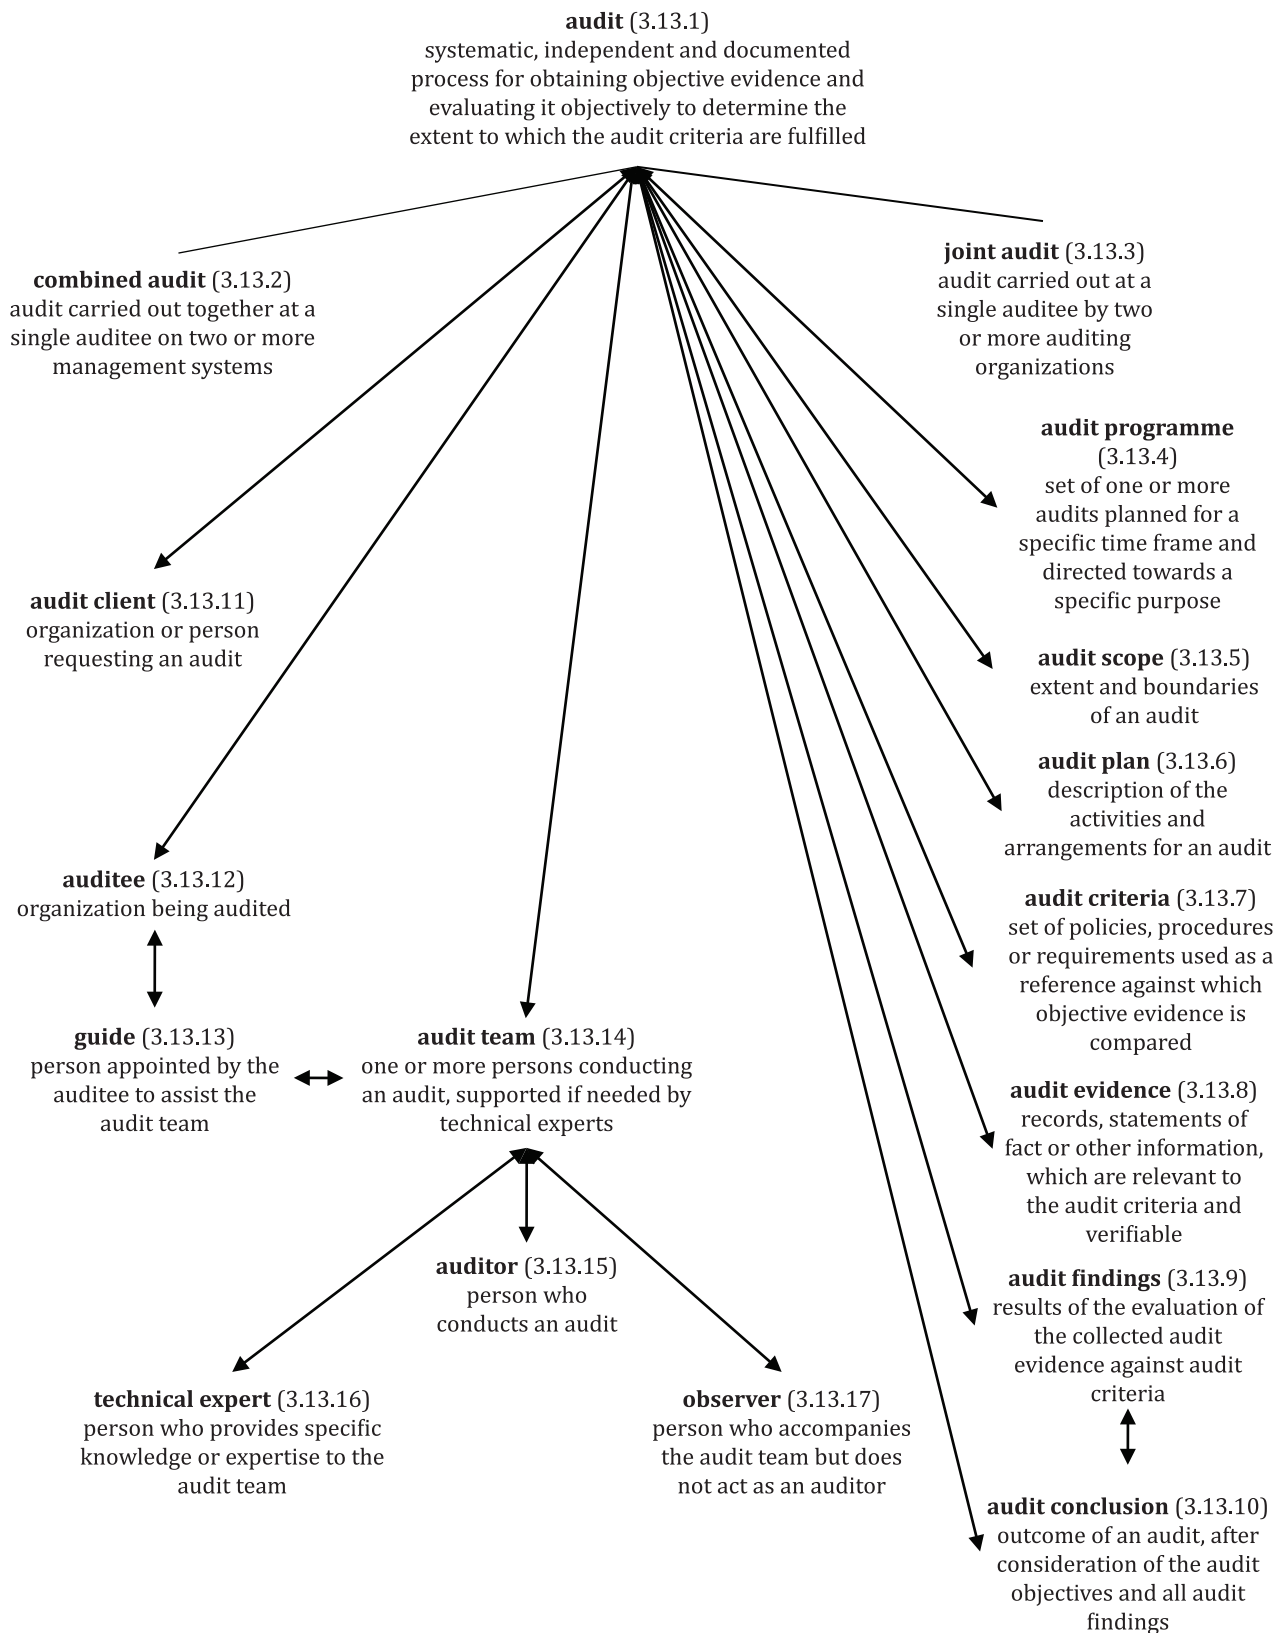 audit (3.13.1)
systematic, independent and documented
process for obtaining objective evidence and
evaluating it objectively to determine the
extent to which the audit criteria are fulfilled
combined audit (3.13.2)
audit carried out together at a
single auditee on two or more
management systems
joint audit (3.13.3)
audit carried out at a
single auditee by two
or more auditing
organizations
audit programme
(3.13.4)
set of one or more
audits planned for a
specific time frame and
directed towards a
specific purpose
audit client (3.13.11)
organization or person
requesting an audit
audit scope (3.13.5)
extent and boundaries
of an audit
audit plan (3.13.6)
description of the
activities and
arrangements for an audit
auditee (3.13.12)
organization being audited
audit criteria (3.13.7)
set of policies, procedures
or requirements used as a
reference against which
objective evidence is
compared
guide (3.13.13)
person appointed by the
auditee to assist the
audit team
audit team (3.13.14)
one or more persons conducting
an audit, supported if needed by
technical experts
audit evidence (3.13.8)
records, statements of
fact or other information,
which are relevant to
the audit criteria and
verifiable
auditor (3.13.15)
person who
conducts an audit
audit findings (3.13.9)
results of the evaluation of
the collected audit
evidence against audit
criteria
technical expert (3.13.16)
person who provides specific
knowledge or expertise to the
audit team
observer (3.13.17)
person who accompanies
the audit team but does
not act as an auditor
audit conclusion (3.13.10)
outcome of an audit, after
consideration of the audit
objectives and all audit
findings